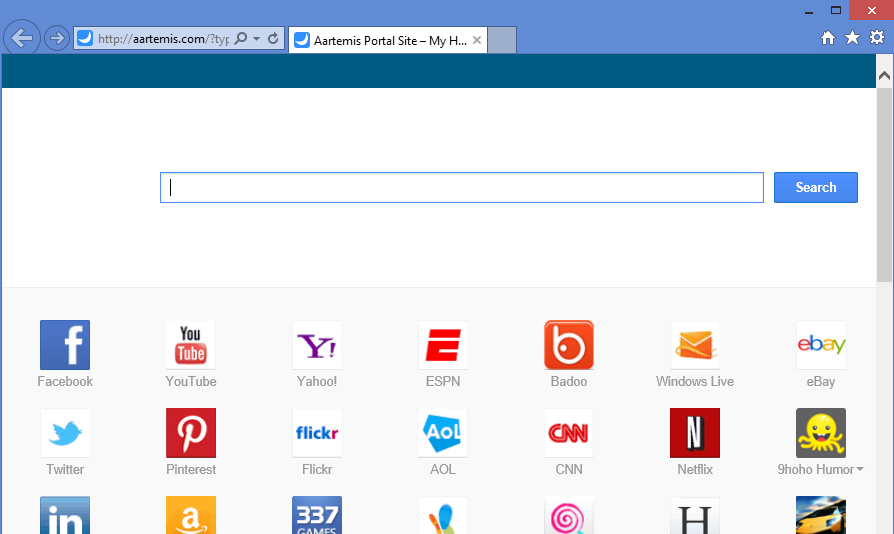 http://aartemis.com/?typ
Aartemis Portal Site – My H...
Search
f
You
Tube
Y!
E
b
ebay
Facebook
YouTube
Yahoo!
ESPN
Badoo
Windows Live
eBay
flickr
AOL
CNN
N
Twitter
Pinterest
Flickr
AOL
CNN
Netflix
9hoho Humor
in
a
337
GAMES
H